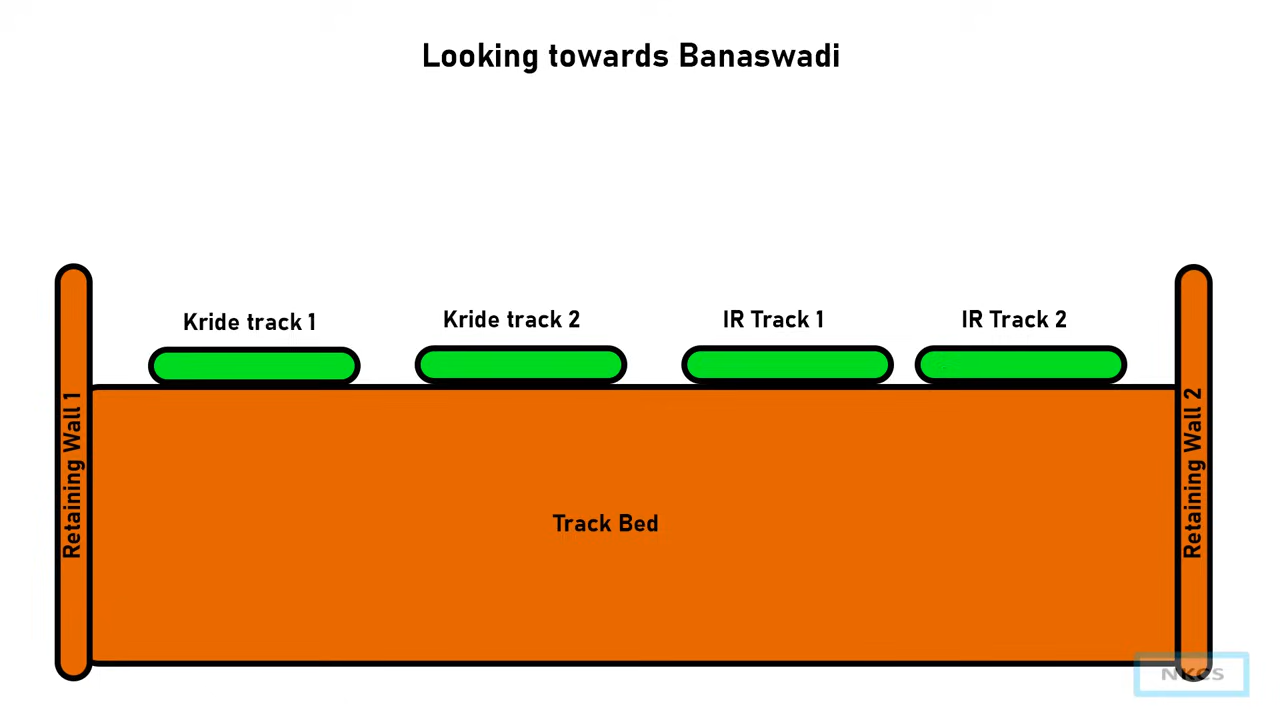 Looking towards Banaswadi
Kride track 1
Kride track 2
IR Track 1
IR Track 2
Retaining Wall 1
Track Bed
Retaining Wall 2
NKCS